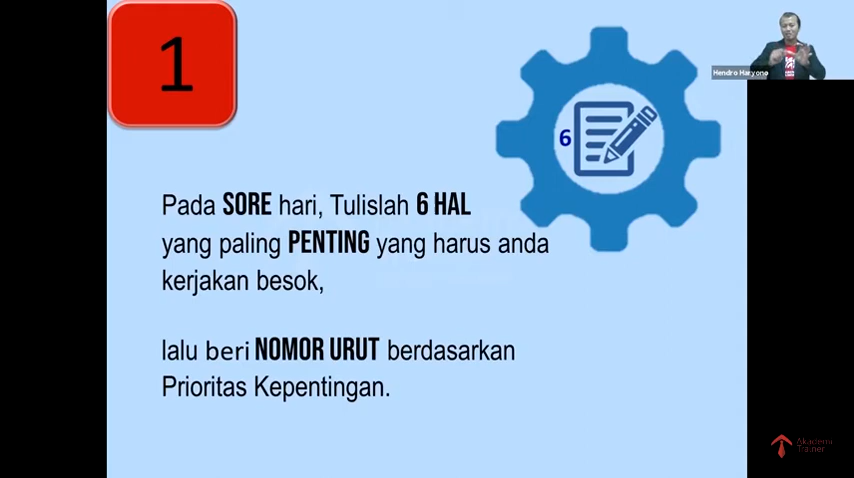 1
Hendro Haryono
6
Pada SORE hari, Tulislah 6 HAL
yang paling PENTING yang harus anda
kerjakan besok,
lalu beri NOMOR URUT berdasarkan
Prioritas Kepentingan.
Akademi
Trainer